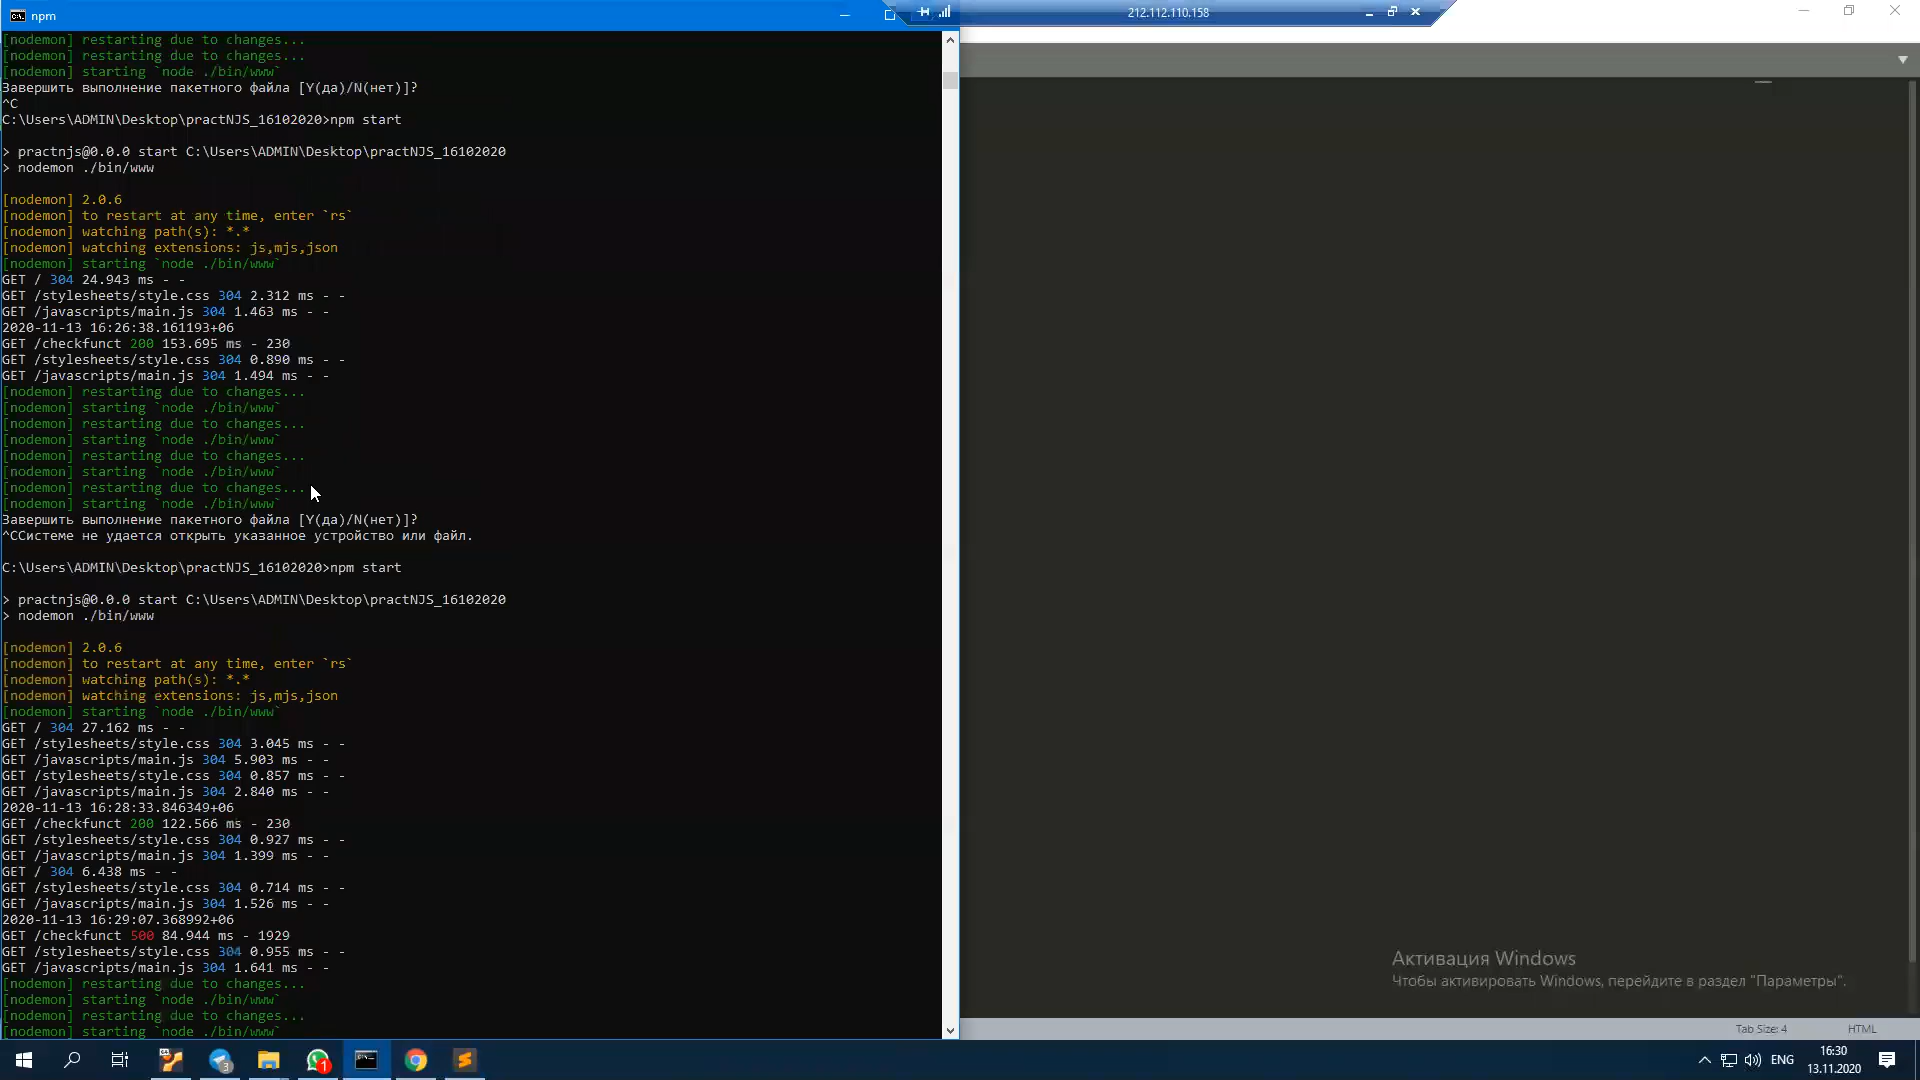 npm
212.112.110.158
[nodemon] restarting due to changes...
[nodemon] restarting due to changes...
[nodemon] starting `node ./bin/www`
Завершить выполнение пакетного файла [Y(да)/N(нет)]?
^C
C:\Users\ADMIN\Desktop\practNJS_16102020>npm start
> practnjs@0.0.0 start C:\Users\ADMIN\Desktop\practNJS_16102020
> nodemon ./bin/www
[nodemon] 2.0.6
[nodemon] to restart at any time, enter `rs`
[nodemon] watching path(s): *.*
[nodemon] watching extensions: js,mjs,json
[nodemon] starting `node ./bin/www`
GET / 304 24.943 ms - -
GET /stylesheets/style.css 304 2.312 ms - -
GET /javascripts/main.js 304 1.463 ms - -
2020-11-13 16:26:38.161193+06
GET /checkfunct 200 153.695 ms - 230
GET /stylesheets/style.css 304 0.890 ms - -
GET /javascripts/main.js 304 1.494 ms - -
[nodemon] restarting due to changes...
[nodemon] starting `node ./bin/www`
[nodemon] restarting due to changes...
[nodemon] starting `node ./bin/www`
[nodemon] restarting due to changes...
[nodemon] starting `node ./bin/www`
[nodemon] restarting due to changes...
[nodemon] starting `node ./bin/www`
Завершить выполнение пакетного файла [Y(да)/N(нет)]?
^CСистеме не удается открыть указанное устройство или файл.
C:\Users\ADMIN\Desktop\practNJS_16102020>npm start
> practnjs@0.0.0 start C:\Users\ADMIN\Desktop\practNJS_16102020
> nodemon ./bin/www
[nodemon] 2.0.6
[nodemon] to restart at any time, enter `rs`
[nodemon] watching path(s): *.*
[nodemon] watching extensions: js,mjs,json
[nodemon] starting `node ./bin/www`
GET / 304 27.162 ms - -
GET /stylesheets/style.css 304 3.045 ms - -
GET /javascripts/main.js 304 5.903 ms - -
GET /stylesheets/style.css 304 0.857 ms - -
GET /javascripts/main.js 304 2.840 ms - -
2020-11-13 16:28:33.846349+06
GET /checkfunct 200 122.566 ms - 230
GET /stylesheets/style.css 304 0.927 ms - -
GET /javascripts/main.js 304 1.399 ms - -
GET / 304 6.438 ms - -
GET /stylesheets/style.css 304 0.714 ms - -
GET /javascripts/main.js 304 1.526 ms - -
2020-11-13 16:29:07.368992+06
GET /checkfunct 500 84.944 ms - 1929
GET /stylesheets/style.css 304 0.955 ms - -
GET /javascripts/main.js 304 1.641 ms - -
[nodemon] restarting due to changes...
[nodemon] starting `node ./bin/www`
[nodemon] restarting due to changes...
[nodemon] starting `node ./bin/www`
Активация Windows
Чтобы активировать Windows, перейдите в раздел "Параметры".
Tab Size: 4
HTML
3
1
ENG
16:30
13.11.2020